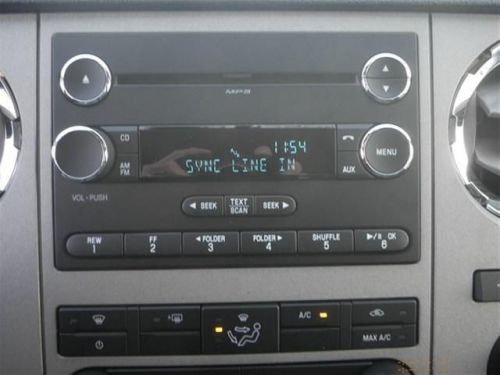 MP3
CD
AM
FM
11:54
SYNC LINE IN
AUX
MENU
VOL - PUSH
SEEK
TEXT
SCAN
SEEK
REW
1
FF
2
FOLDER
3
FOLDER
4
SHUFFLE
5
OK
6
A/C
MAX A/C